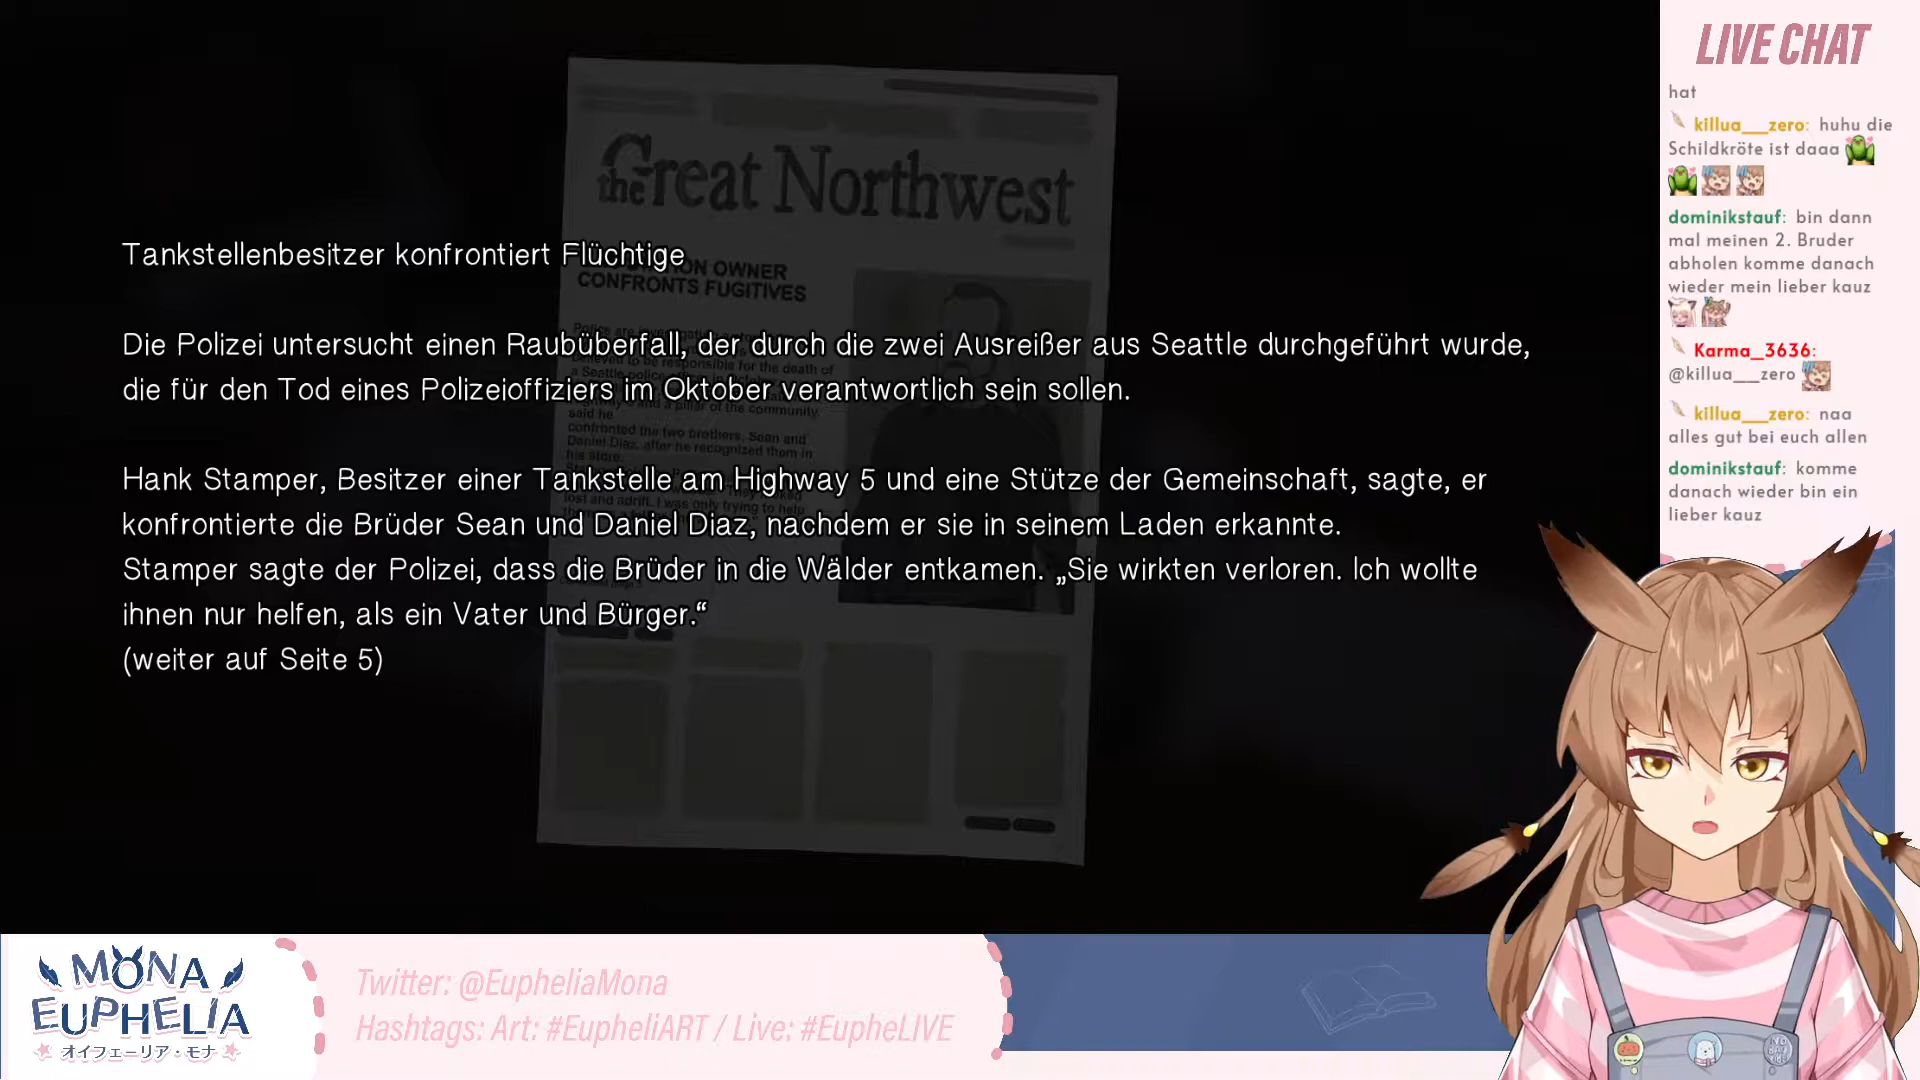 the Great Northwest
OWNER
CONFRONTS FUGITIVES
Tankstellenbesitzer konfrontiert Flüchtige
Die Polizei untersucht einen Raubüberfall, der durch die zwei Ausreißer aus Seattle durchgeführt wurde,
die für den Tod eines Polizeioffiziers im Oktober verantwortlich sein sollen.
Hank Stamper, Besitzer einer Tankstelle am Highway 5 und eine Stütze der Gemeinschaft, sagte, er
konfrontierte die Brüder Sean und Daniel Diaz, nachdem er sie in seinem Laden erkannte.
Stamper sagte der Polizei, dass die Brüder in die Wälder entkamen. „Sie wirkten verloren. Ich wollte
ihnen nur helfen, als ein Vater und Bürger.“
(weiter auf Seite 5)
LIVE CHAT
hat
killua__zero: huhu die
Schildkröte ist daaa
dominikstauf: bin dann
mal meinen 2. Bruder
abholen komme danach
wieder mein lieber kauz
Karma_3636:
@killua__zero
killua__zero: naa
alles gut bei euch allen
dominikstauf: komme
danach wieder bin ein
lieber kauz
MONA
EUPHELIA
オイフェーリア・モナ
Twitter: @EupheliaMona
Hashtags: Art: #EupheliART / Live: #EupheLIVE